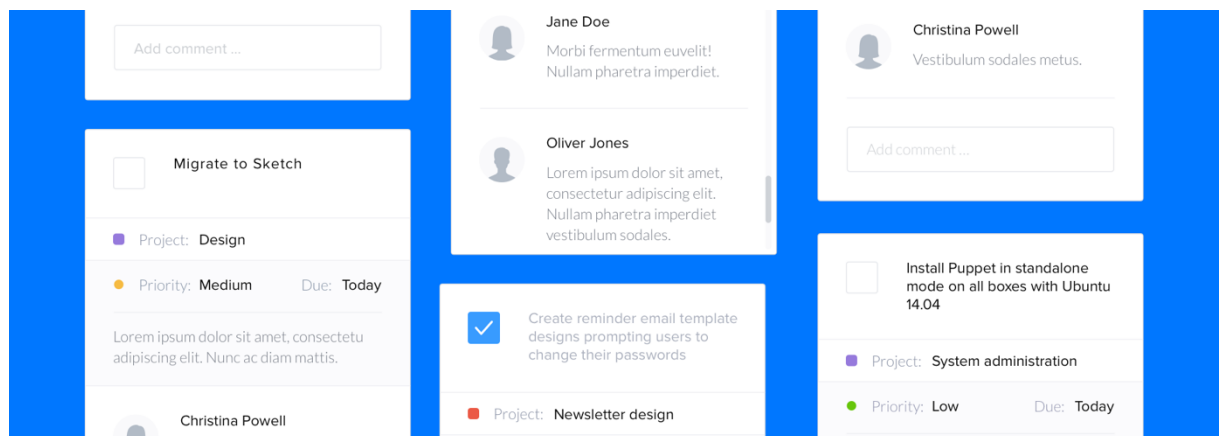 Add comment ...
Migrate to Sketch
Project: Design
Priority: Medium Due: Today
Lorem ipsum dolor sit amet, consectetu
adipiscing elit. Nunc ac diam mattis.
Christina Powell
Jane Doe
Morbi fermentum euvelit!
Nullam pharetra imperdiet.
Oliver Jones
Lorem ipsum dolor sit amet,
consectetur adipiscing elit.
Nullam pharetra imperdiet
vestibulum sodales.
Create reminder email template
designs prompting users to
change their passwords
Project: Newsletter design
Christina Powell
Vestibulum sodales metus.
Add comment ...
Install Puppet in standalone
mode on all boxes with Ubuntu
14.04
Project: System administration
Priority: Low Due: Today